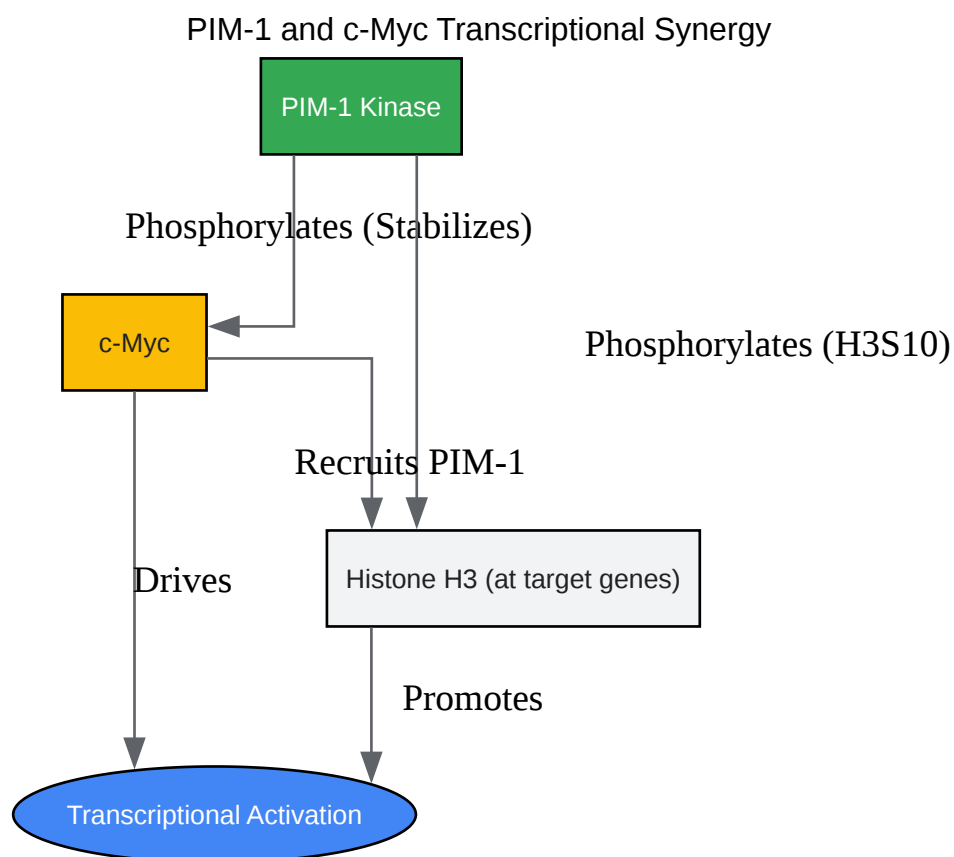 PIM-1 and c-Myc Transcriptional Synergy
PIM-1 Kinase
Phosphorylates (Stabilizes)
c-Myc
Phosphorylates (H3S10)
Recruits PIM-1
Drives
Histone H3 (at target genes)
Promotes
Transcriptional Activation